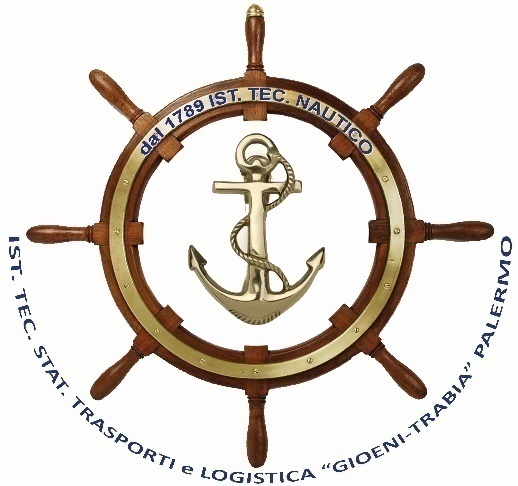 dal 1789 IST. TEC. NAUTICO
IST. TEC. STAT. TRASPORTI e LOGISTICA "GIOENI-TRABIA" PALERMO